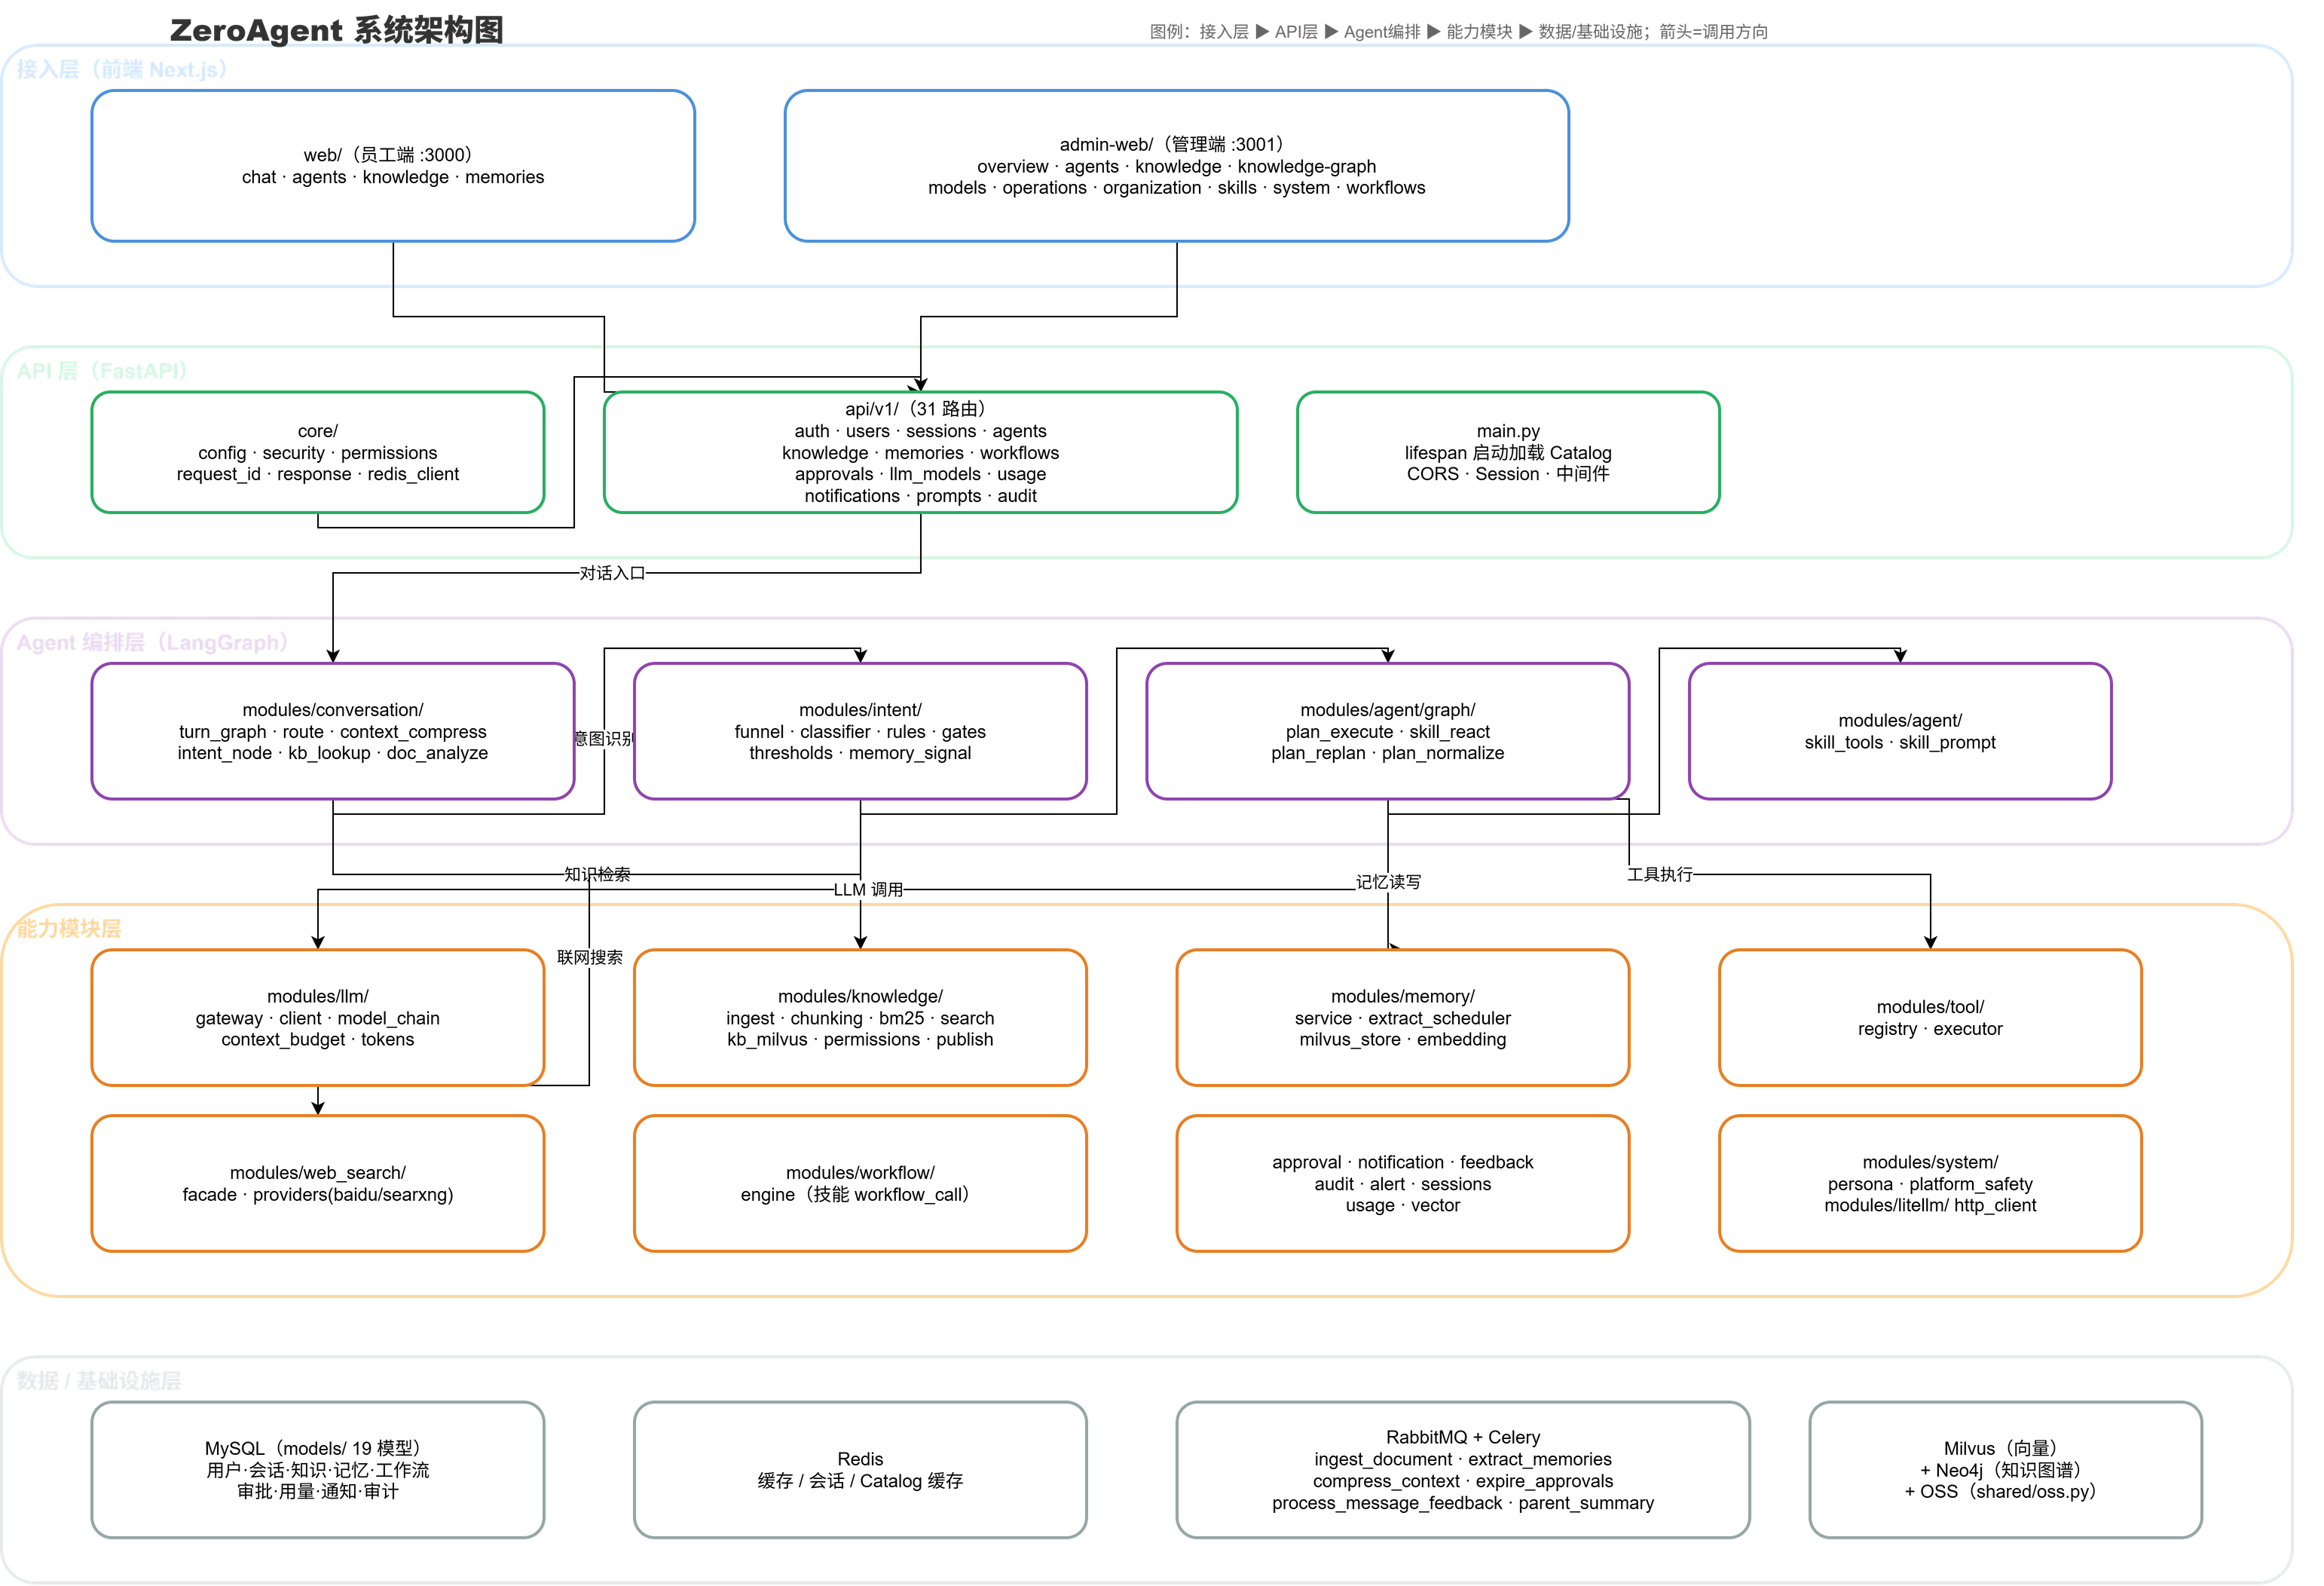 ZeroAgent 系统架构图
图例：接入层 ▶ API层 ▶ Agent编排 ▶ 能力模块 ▶ 数据/基础设施；箭头=调用方向
接入层（前端 Next.js）
web/（员工端 :3000）
chat · agents · knowledge · memories
admin-web/（管理端 :3001）
overview · agents · knowledge · knowledge-graph
models · operations · organization · skills · system · workflows
API 层（FastAPI）
core/
config · security · permissions
request_id · response · redis_client
api/v1/（31 路由）
auth · users · sessions · agents
knowledge · memories · workflows
approvals · llm_models · usage
notifications · prompts · audit
main.py
lifespan 启动加载 Catalog
CORS · Session · 中间件
对话入口
Agent 编排层（LangGraph）
modules/conversation/
turn_graph · route · context_compress
intent_node · kb_lookup · doc_analyze
意图识别
modules/intent/
funnel · classifier · rules · gates
thresholds · memory_signal
modules/agent/graph/
plan_execute · skill_react
plan_replan · plan_normalize
modules/agent/
skill_tools · skill_prompt
知识检索
LLM 调用
记忆读写
工具执行
能力模块层
联网搜索
modules/llm/
gateway · client · model_chain
context_budget · tokens
modules/knowledge/
ingest · chunking · bm25 · search
kb_milvus · permissions · publish
modules/memory/
service · extract_scheduler
milvus_store · embedding
modules/tool/
registry · executor
modules/web_search/
facade · providers(baidu/searxng)
modules/workflow/
engine（技能 workflow_call）
approval · notification · feedback
audit · alert · sessions
usage · vector
modules/system/
persona · platform_safety
modules/litellm/ http_client
数据 / 基础设施层
MySQL（models/ 19 模型）
用户·会话·知识·记忆·工作流
审批·用量·通知·审计
Redis
缓存 / 会话 / Catalog 缓存
RabbitMQ + Celery
ingest_document · extract_memories
compress_context · expire_approvals
process_message_feedback · parent_summary
Milvus（向量）
+ Neo4j（知识图谱）
+ OSS（shared/oss.py）